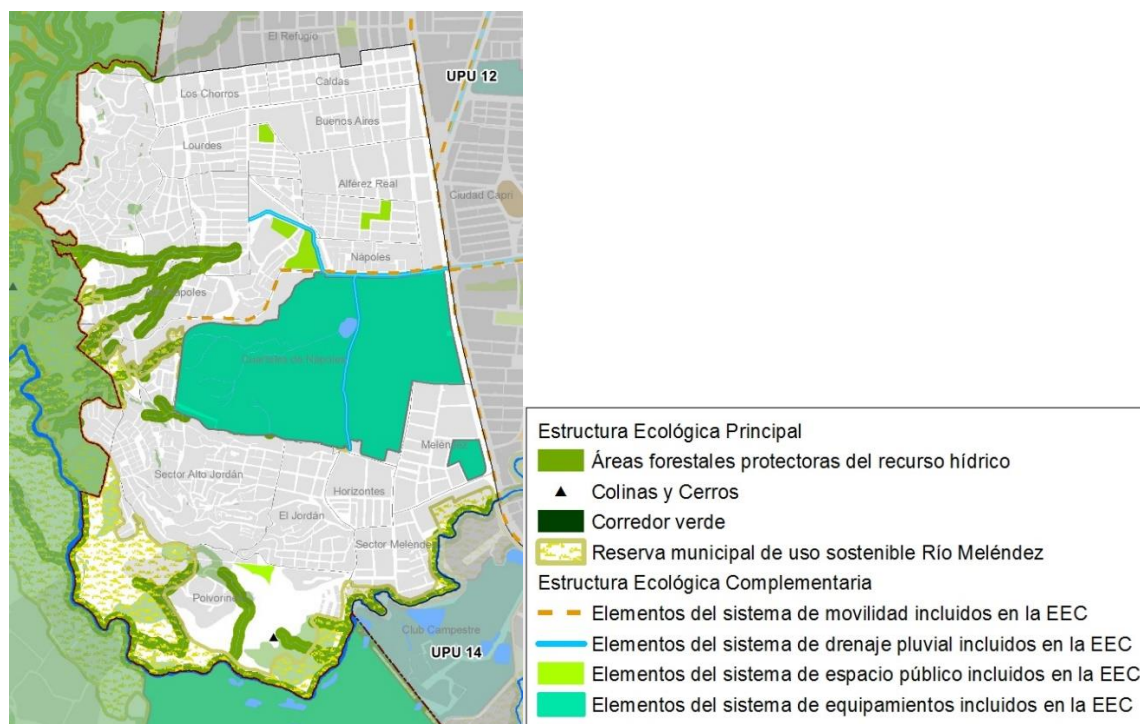 El Refugio
UPU 12
Los Chorros
Caldas
Buenos Aires
Lourdes
Alférez Real
Ciudad Capri
Nápoles
Cuarteles de Nápoles
Meléndez
Sector Alto Jordán
Horizontes
El Jordán
Sector Meléndez
Club Campestre
UPU 14
Estructura Ecológica Principal
Áreas forestales protectoras del recurso hídrico
Colinas y Cerros
Corredor verde
Reserva municipal de uso sostenible Río Meléndez
Estructura Ecológica Complementaria
Elementos del sistema de movilidad incluidos en la EEC
Elementos del sistema de drenaje pluvial incluidos en la EEC
Elementos del sistema de espacio público incluidos en la EEC
Elementos del sistema de equipamientos incluidos en la EEC